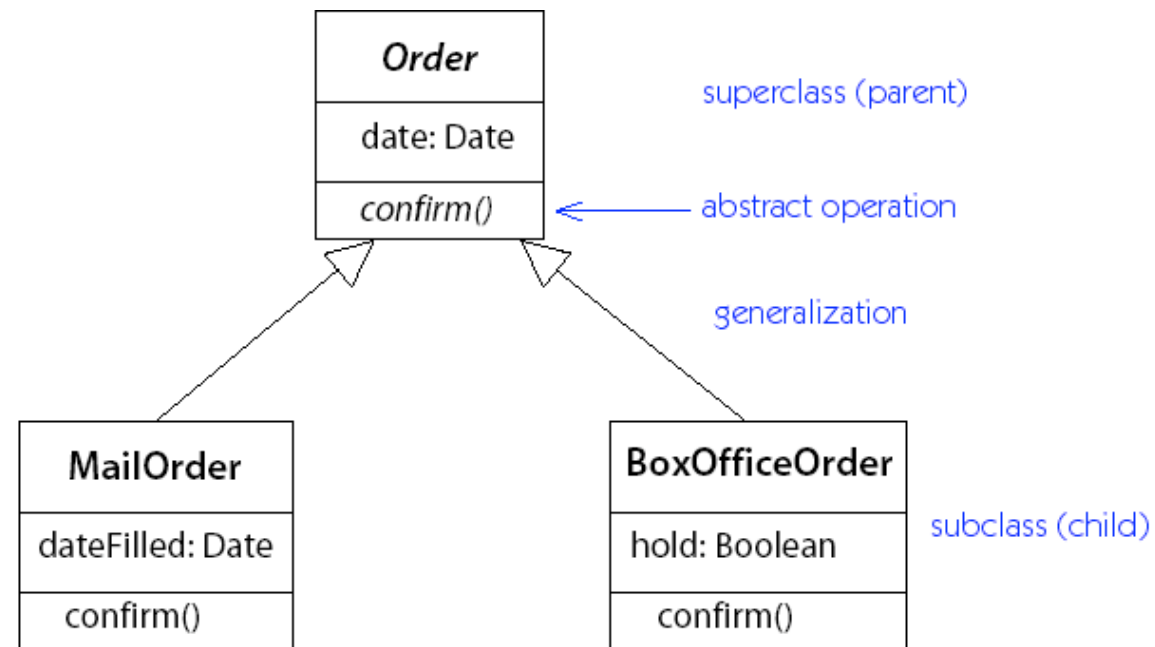 Order
superclass (parent)
date: Date
confirm()
abstract operation
generalization
MailOrder
BoxOfficeOrder
dateFilled: Date
hold: Boolean
subclass (child)
confirm()
confirm()